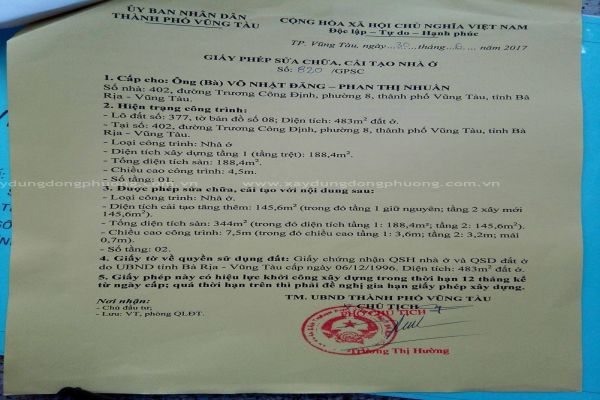 ỦY BAN NHÂN DÂN
THÀNH PHỐ VŨNG TÀU
CỘNG HÒA XÃ HỘI CHỦ NGHĨA VIỆT NAM
Độc lập – Tự do – Hạnh phúc
TP. Vũng Tàu, ngày 30 tháng 6 năm 2017
GIẤY PHÉP SỬA CHỮA, CẢI TẠO NHÀ Ở
Số: 820 /GPSC
1. Cấp cho: Ông (Bà) VÕ NHẬT ĐĂNG – PHAN THỊ NHUẦN
Số nhà: 402, đường Trương Công Định, phường 8, thành phố Vũng Tàu, tỉnh Bà
Rịa - Vũng Tàu.
2. Hiện trạng công trình:
- Lô đất số: 377, tờ bản đồ số 08; Diện tích: 483m² đất ở.
- Tại số: 402, đường Trương Công Định, phường 8, thành phố Vũng Tàu, tỉnh Bà
Rịa – Vũng Tàu.
- Loại công trình: Nhà ở
- Diện tích xây dựng tầng 1 (tầng trệt): 188,4m².
- Tổng diện tích sàn: 188,4m².
- Chiều cao công trình: 4,5m.
- Số tầng: 01.
www.xaydungdongphuong.com.vn
3. Được phép sửa chữa, cải tạo với nội dung sau:
- Loại công trình: Nhà ở.
- Diện tích cải tạo tăng thêm: 145,6m² (trong đó tầng 1 giữ nguyên; tầng 2 xây mới
145,6m²).
- Tổng diện tích sàn: 344m² (trong đó diện tích tầng 1: 188,4m²; tầng 2: 145,6m²).
- Chiều cao công trình: 7,5m (trong đó chiều cao tầng 1: 3,6m; tầng 2: 3,2m; mái
0,7m).
- Số tầng: 02.
4. Giấy tờ về quyền sử dụng đất: Giấy chứng nhận QSH nhà ở và QSD đất ở
do UBND tỉnh Bà Rịa – Vũng Tàu cấp ngày 06/12/1996. Diện tích: 483m² đất ở.
5. Giấy phép này có hiệu lực khởi công xây dựng trong thời hạn 12 tháng kể
từ ngày cấp; quá thời hạn trên thì phải đề nghị gia hạn giấy phép xây dựng.
Nơi nhận:
- Chủ đầu tư;
- Lưu: VT, phòng QLĐT.
TM. UBND THÀNH PHỐ VŨNG TÀU
CHỦ TỊCH
PHÓ CHỦ TỊCH
Trương Thị Hường